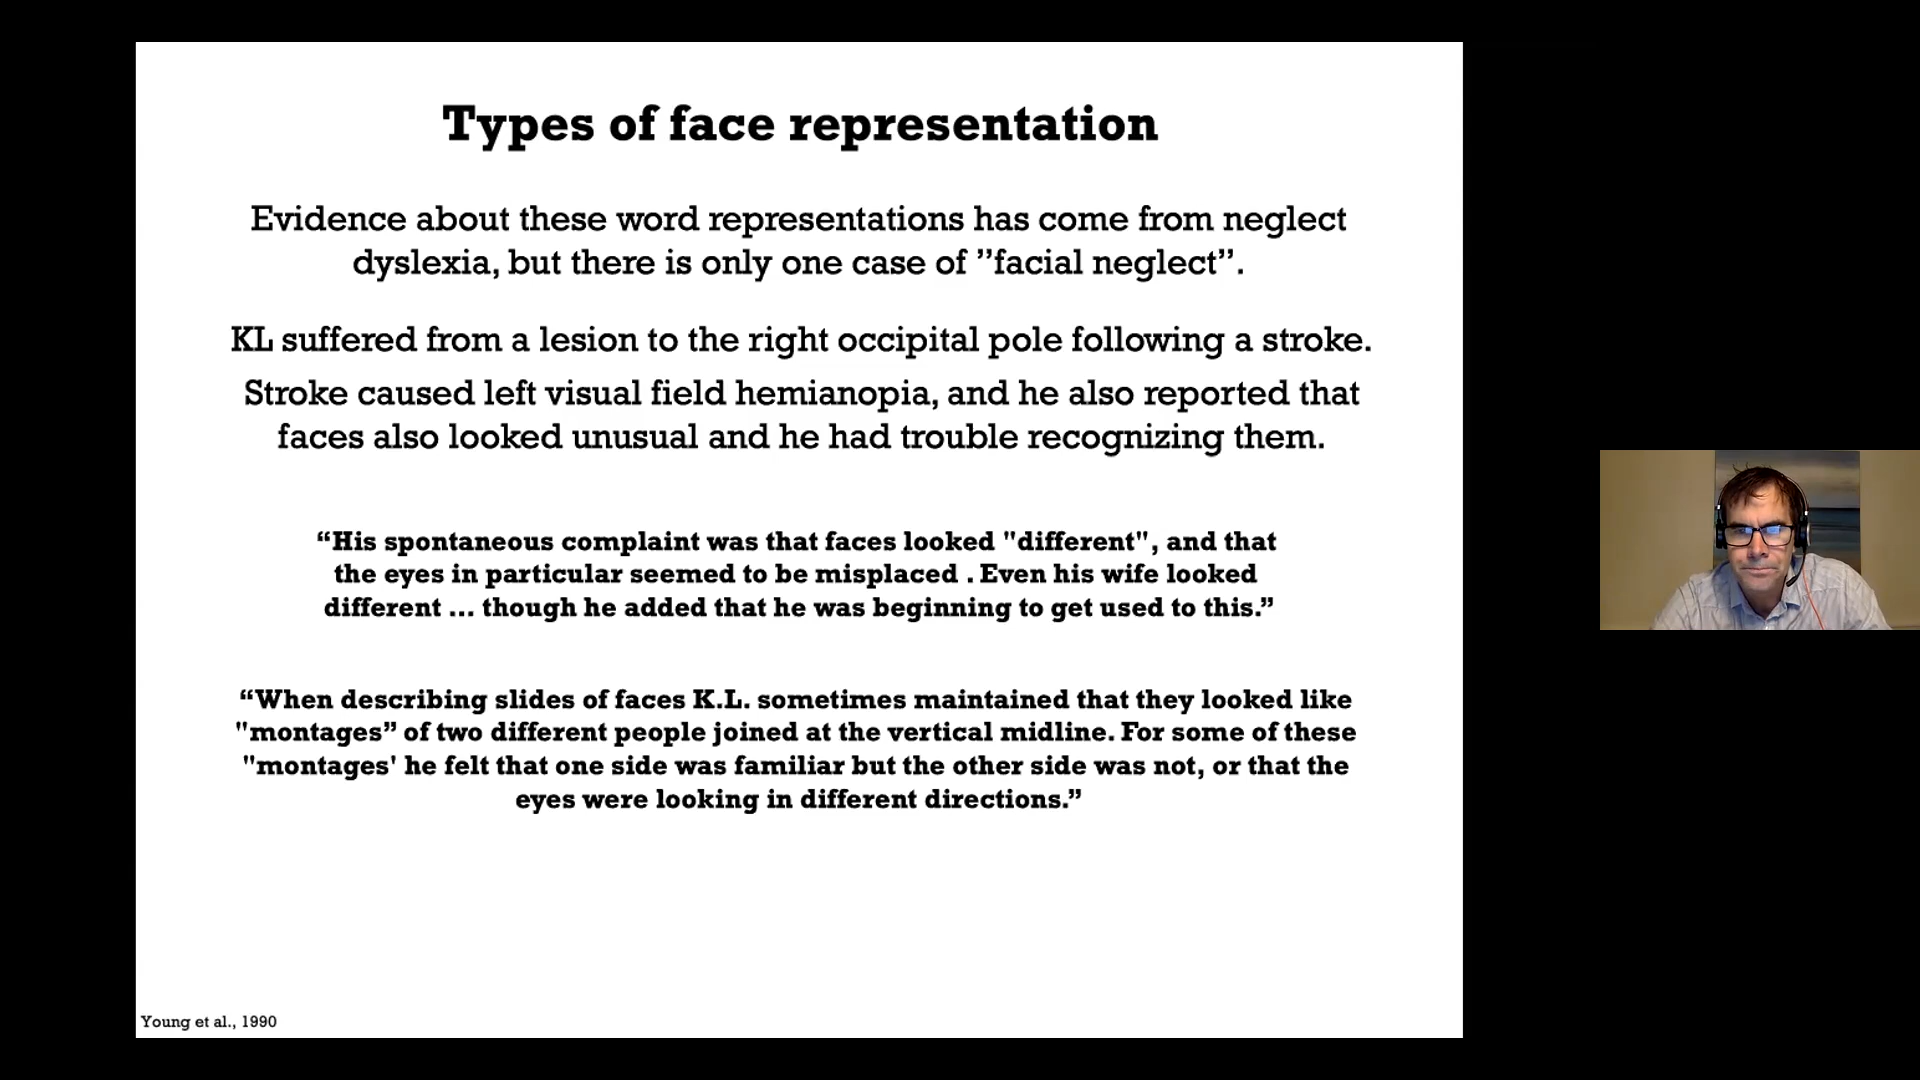 Types of face representation
Evidence about these word representations has come from neglect
dyslexia, but there is only one case of ”facial neglect”.
KL suffered from a lesion to the right occipital pole following a stroke.
Stroke caused left visual field hemianopia, and he also reported that
faces also looked unusual and he had trouble recognizing them.
“His spontaneous complaint was that faces looked "different", and that
the eyes in particular seemed to be misplaced . Even his wife looked
different ... though he added that he was beginning to get used to this.”
“When describing slides of faces K.L. sometimes maintained that they looked like
"montages” of two different people joined at the vertical midline. For some of these
"montages' he felt that one side was familiar but the other side was not, or that the
eyes were looking in different directions.”
Young et al., 1990